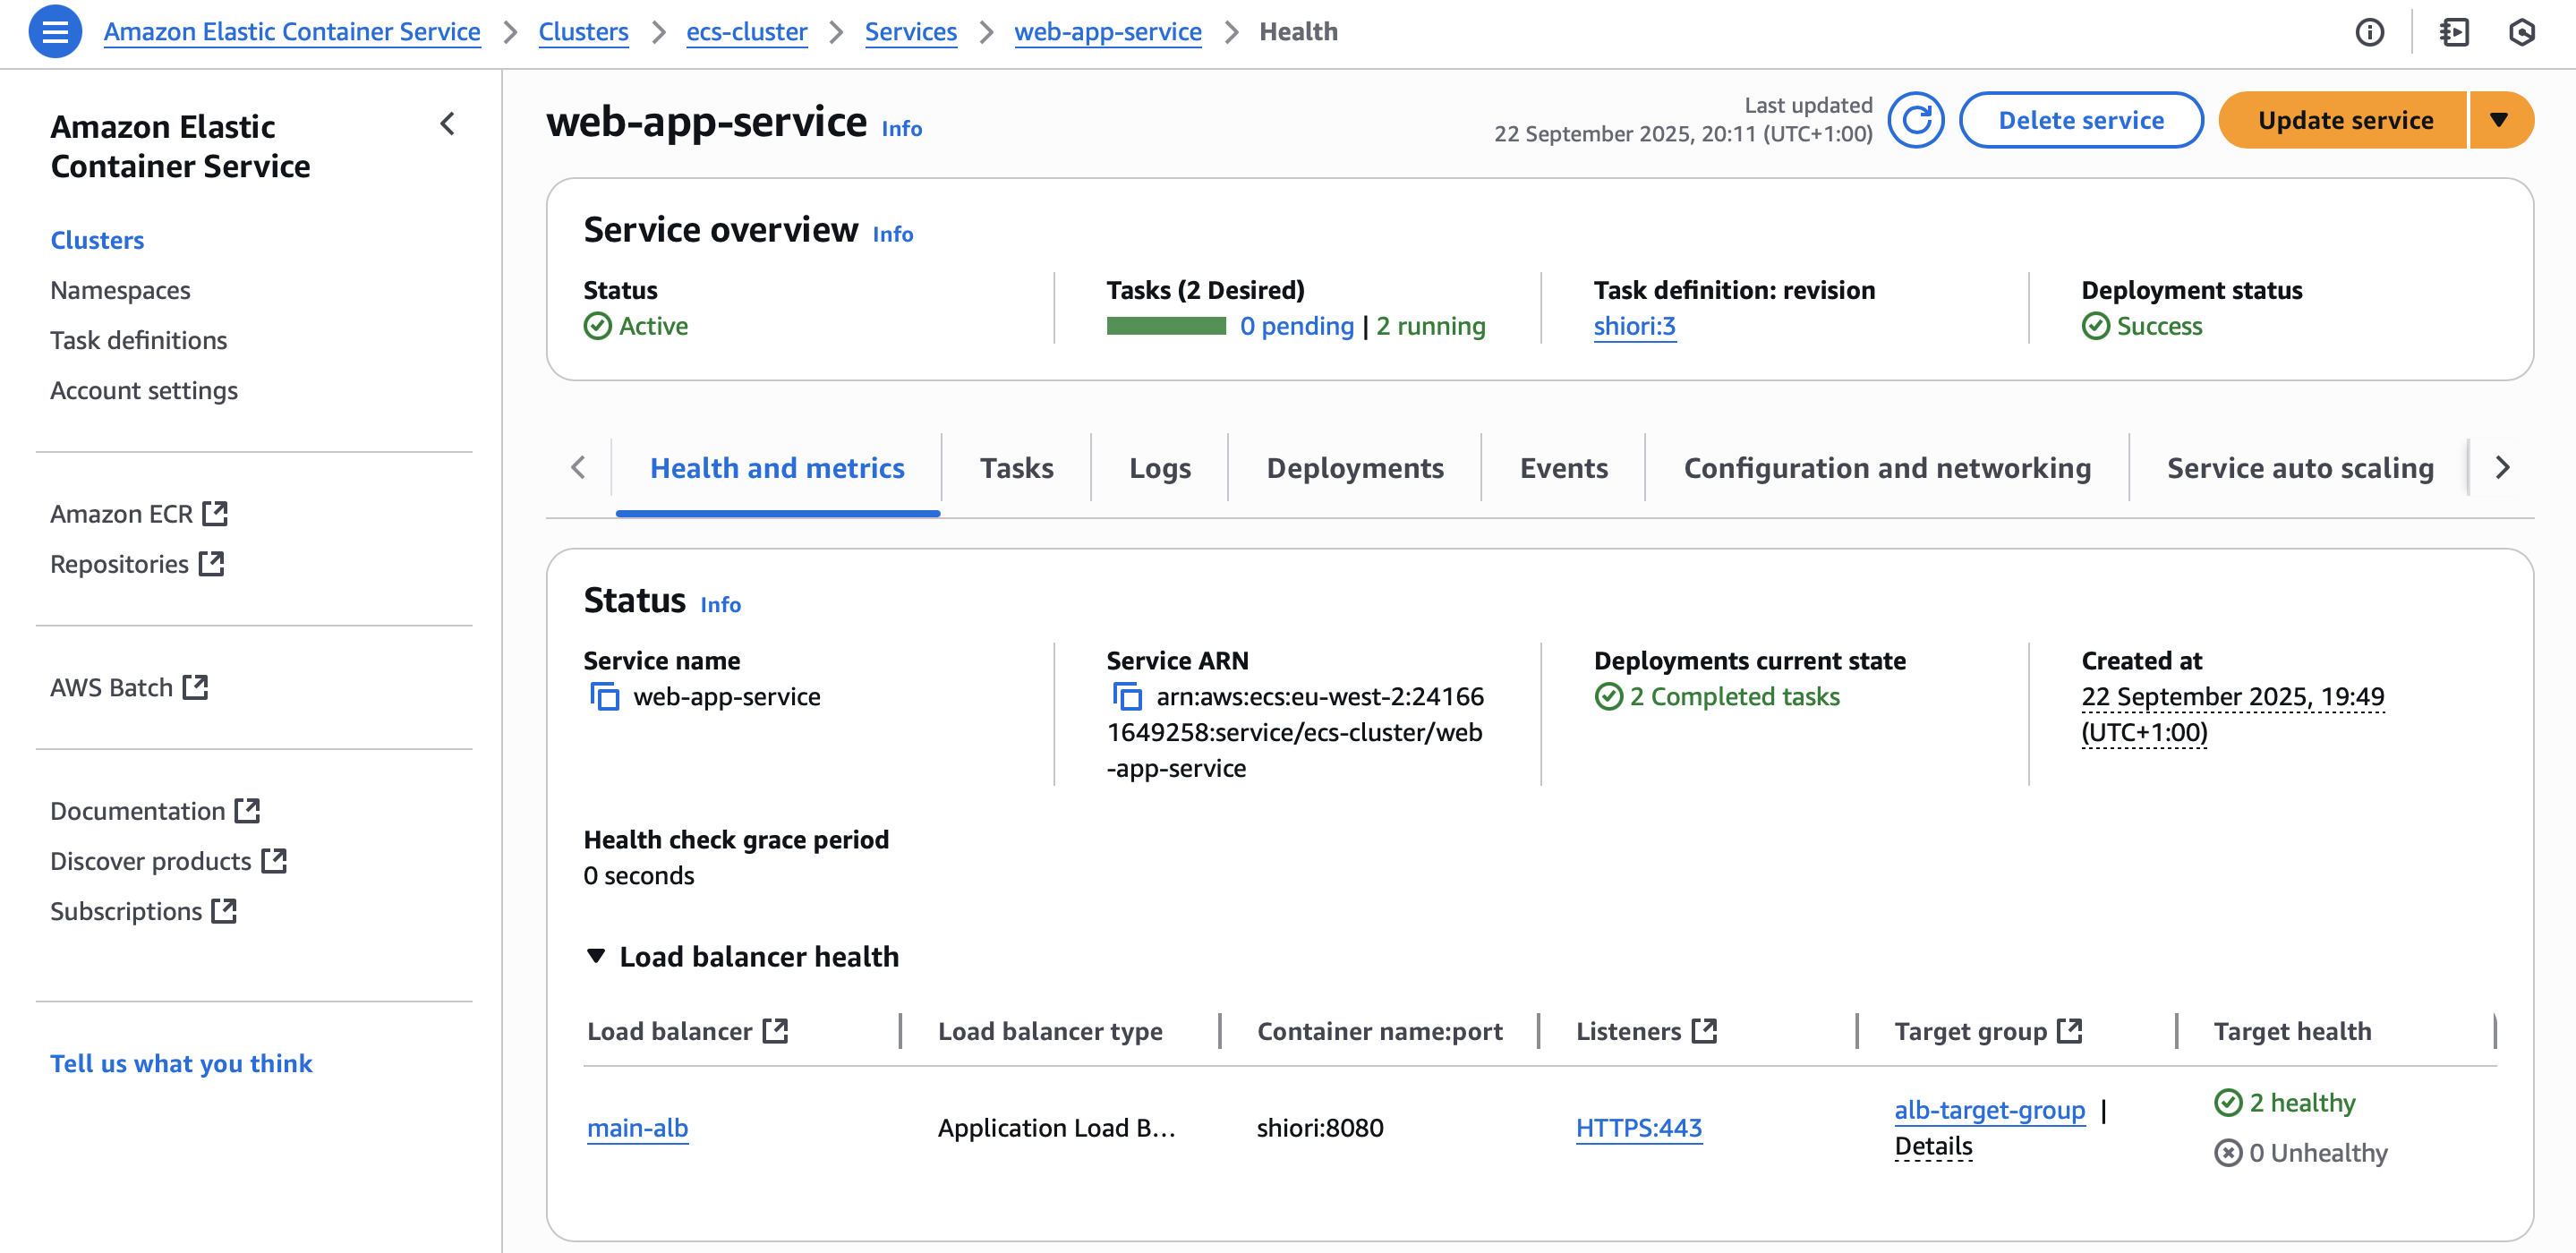 Amazon Elastic Container Service > Clusters > ecs-cluster > Services > web-app-service > Health
Amazon Elastic
Container Service
Clusters
Namespaces
Task definitions
Account settings
Amazon ECR
Repositories
AWS Batch
Documentation
Discover products
Subscriptions
Tell us what you think
web-app-service Info
Last updated
22 September 2025, 20:11 (UTC+1:00)
Delete service
Update service
Service overview Info
Status
Active
Tasks (2 Desired)
0 pending | 2 running
Task definition: revision
shiori:3
Deployment status
Success
Health and metrics
Tasks
Logs
Deployments
Events
Configuration and networking
Service auto scaling
Status Info
Service name
web-app-service
Service ARN
arn:aws:ecs:eu-west-2:24166
1649258:service/ecs-cluster/web
-app-service
Deployments current state
2 Completed tasks
Created at
22 September 2025, 19:49
(UTC+1:00)
Health check grace period
0 seconds
Load balancer health
Load balancer
Load balancer type
Container name:port
Listeners
Target group
Target health
main-alb
Application Load B...
shiori:8080
HTTPS:443
alb-target-group |
Details
2 healthy
0 Unhealthy